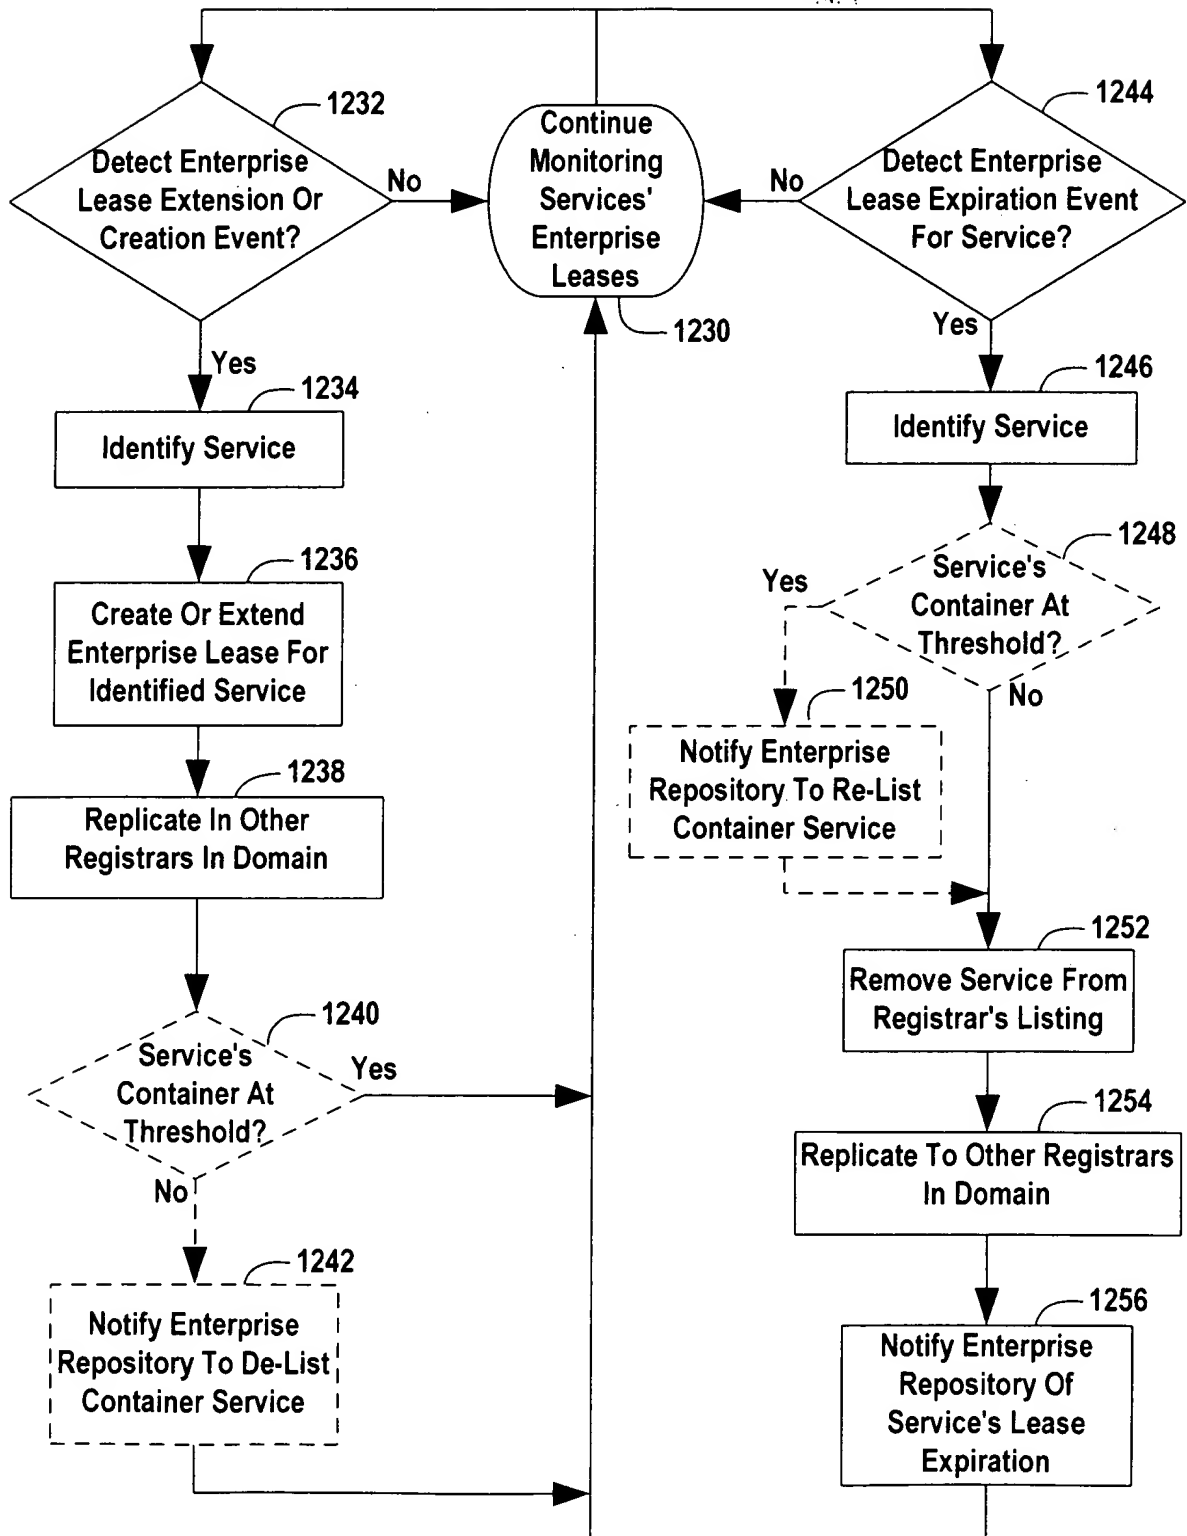 1232
Detect Enterprise
Lease Extension Or
Creation Event?
No
Yes
Continue
Monitoring
Services'
Enterprise
Leases
1230
1244
Detect Enterprise
Lease Expiration Event
For Service?
No
Yes
1234
Identify Service
1236
Create Or Extend
Enterprise Lease For
Identified Service
1238
Replicate In Other
Registrars In Domain
1240
Service's
Container At
Threshold?
Yes
No
1242
Notify Enterprise
Repository To De-List
Container Service
1246
Identify Service
1248
Service's
Container At
Threshold?
Yes
No
1250
Notify Enterprise
Repository To Re-List
Container Service
1252
Remove Service From
Registrar's Listing
1254
Replicate To Other Registrars
In Domain
1256
Notify Enterprise
Repository Of
Service's Lease
Expiration